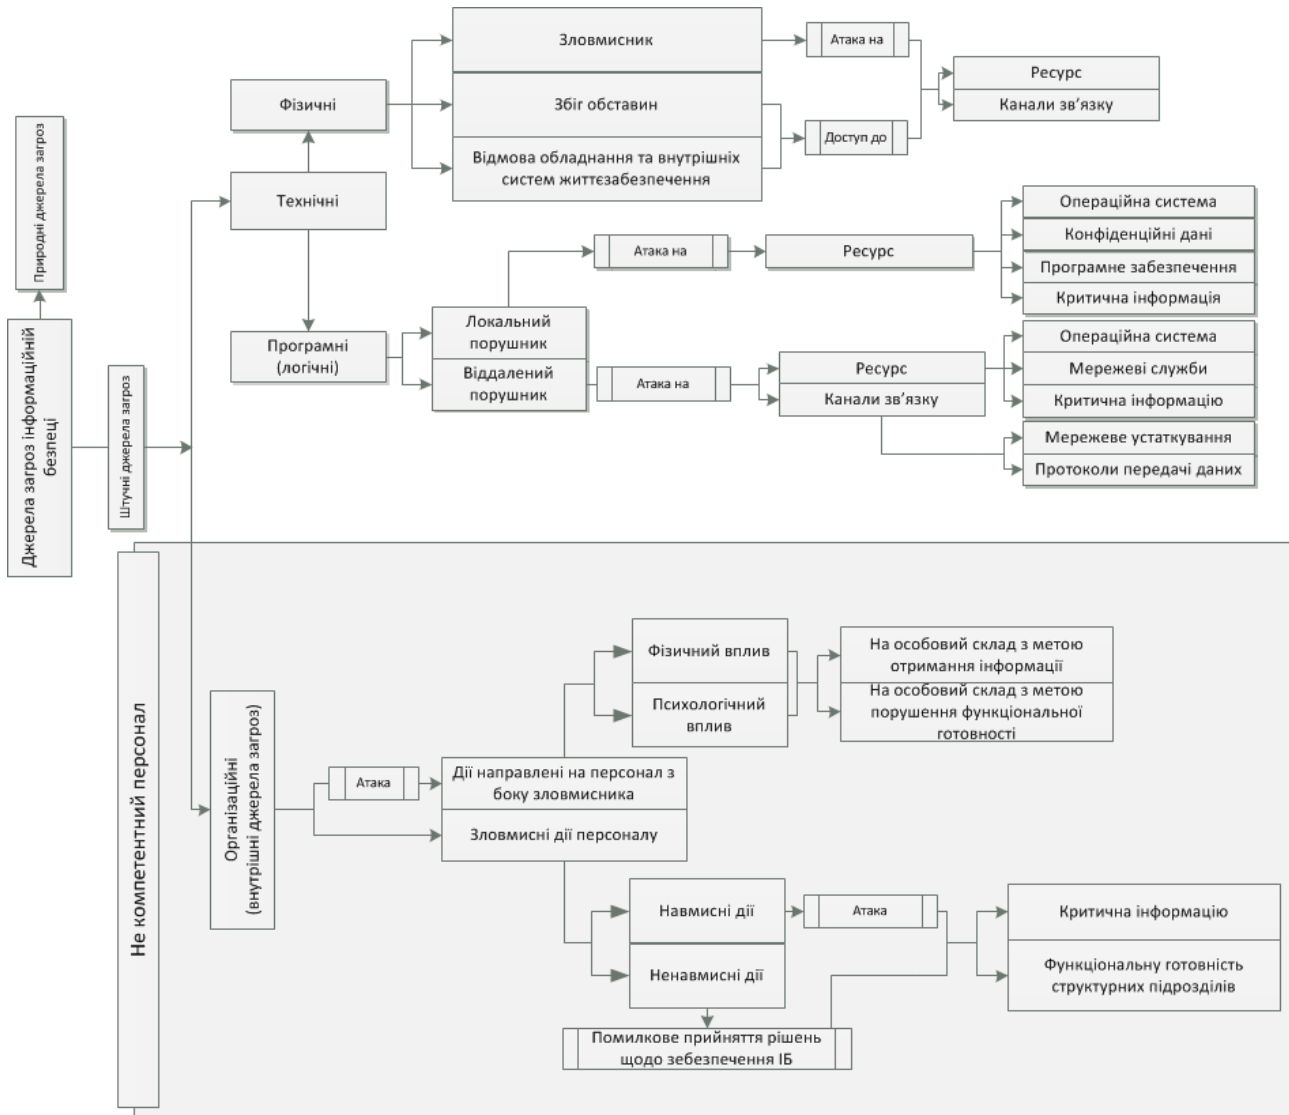 Зловмисник
Атака на
Ресурс
Канали зв’язку
Фізичні
Збіг обставин
Доступ до
Відмова обладнання та внутрішніх
систем життєзабезпечення
Природні джерела загроз
Технічні
Операційна система
Конфіденційні дані
Програмне забезпечення
Критична інформація
Атака на
Ресурс
Програмні
(логічні)
Локальний
порушник
Віддалений
порушник
Атака на
Ресурс
Канали зв’язку
Операційна система
Мережеві служби
Критична інформацію
Мережеве устаткування
Протоколи передачі даних
Джерела загроз інформаційній
безпеці
Штучні джерела загроз
Не компетентний персонал
Організаційні
(внутрішні джерела загроз)
Фізичний вплив
Психологічний
вплив
На особовий склад з метою
отримання інформації
На особовий склад з метою
порушення функціональної
готовності
Атака
Дії направлені на персонал з
боку зловмисника
Зловмисні дії персоналу
Навмисні дії
Атака
Ненавмисні дії
Критична інформацію
Функціональну готовність
структурних підрозділів
Помилкове прийняття рішень
щодо зебезпечення ІБ